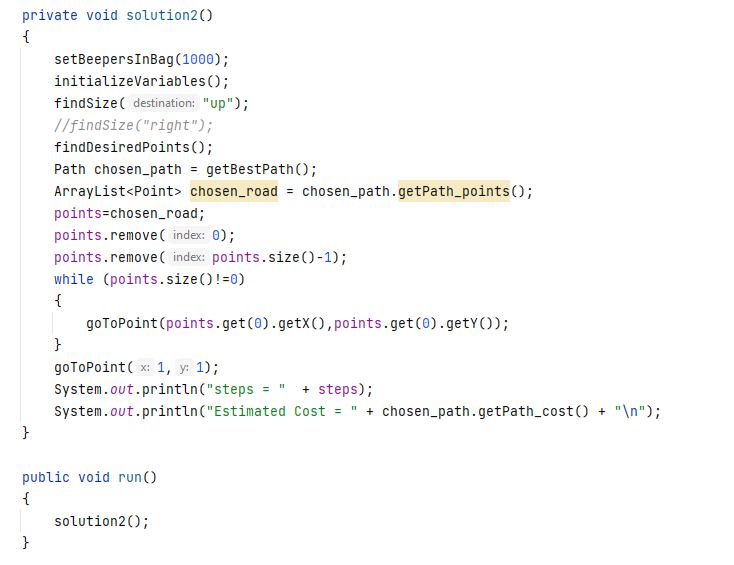 private void solution2()
{
    setBeepersInBag(1000);
    initializeVariables();
    findSize( destination: "up");
    //findSize("right");
    findDesiredPoints();
    Path chosen_path = getBestPath();
    ArrayList<Point> chosen_road = chosen_path.getPath_points();
    points=chosen_road;
    points.remove( index: 0);
    points.remove( index: points.size()-1);
    while (points.size()!=0)
    {
        goToPoint(points.get(0).getX(),points.get(0).getY());
    }
    goToPoint( x: 1, y: 1);
    System.out.println("steps = "  + steps);
    System.out.println("Estimated Cost = " + chosen_path.getPath_cost() + "\n");
}
public void run()
{
    solution2();
}